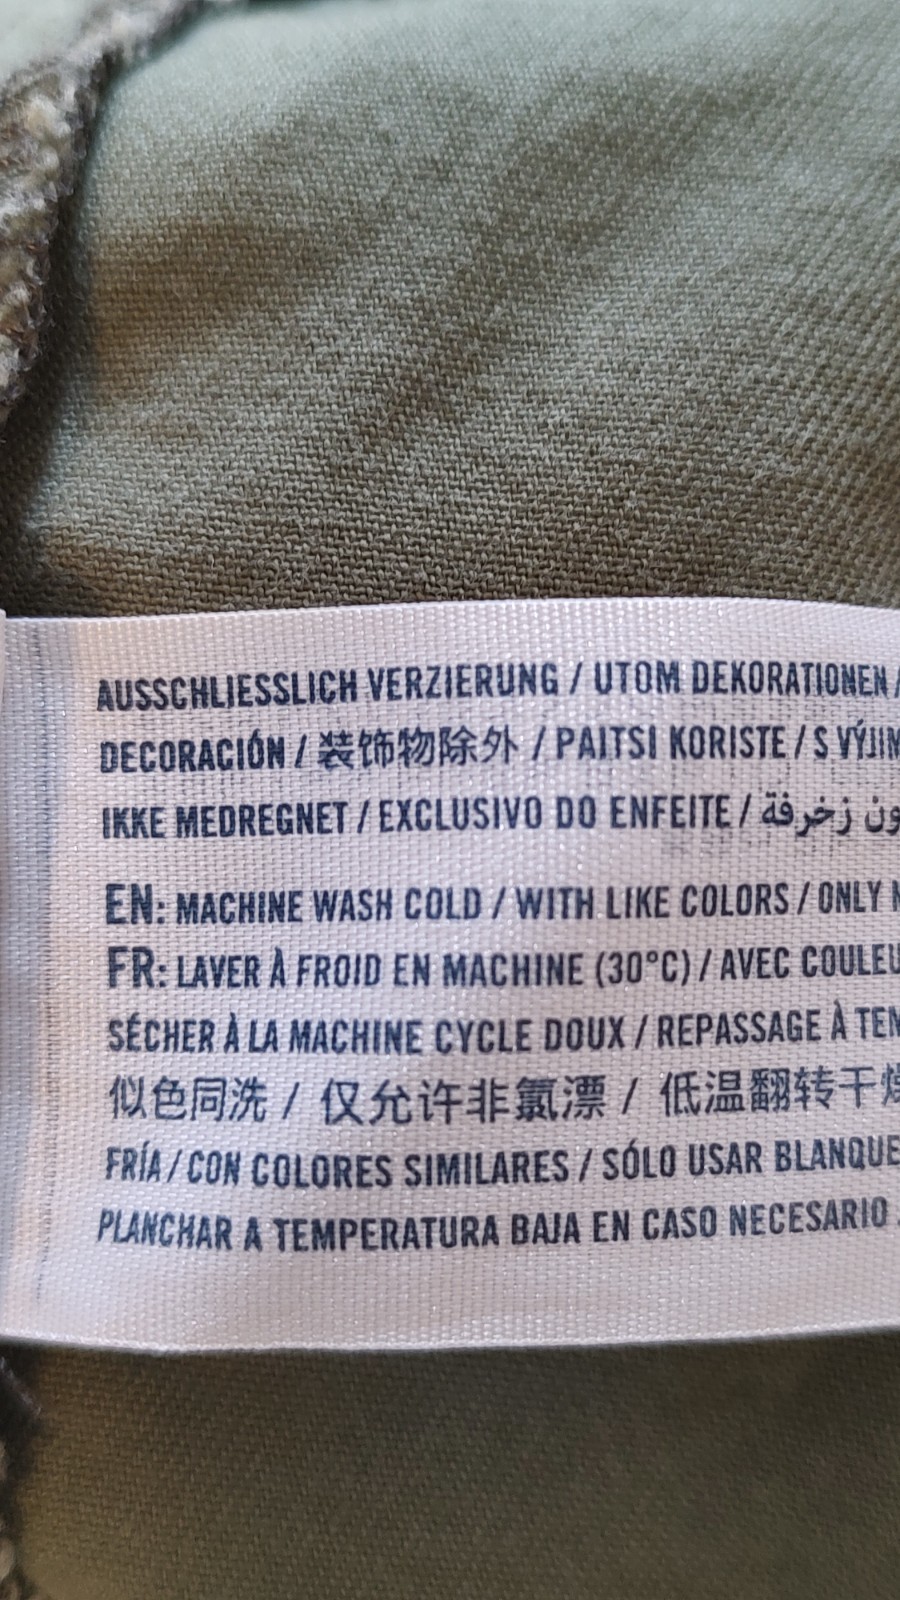 AUSSCHLIESSLICH VERZIERUNG / UTOM DEKORATIONEN /
DECORACIÓN / 装饰物除外 / PAITSI KORISTE / S
IKKE MEDREGNET / EXCLUSIVO DO ENFEITE / ون زخرفة
EN: MACHINE WASH COLD / WITH LIKE COLORS / ONLY
FR: LAVER À FROID EN MACHINE (30°C) / AVEC
SÉCHER À LA MACHINE CYCLE DOUX / REPASSAGE À
似色同洗 / 仅允许非氯漂 / 低温翻转干
FRÍA / CON COLORES SIMILARES / SÓLO USAR
PLANCHAR A TEMPERATURA BAJA EN CASO NECESARIO